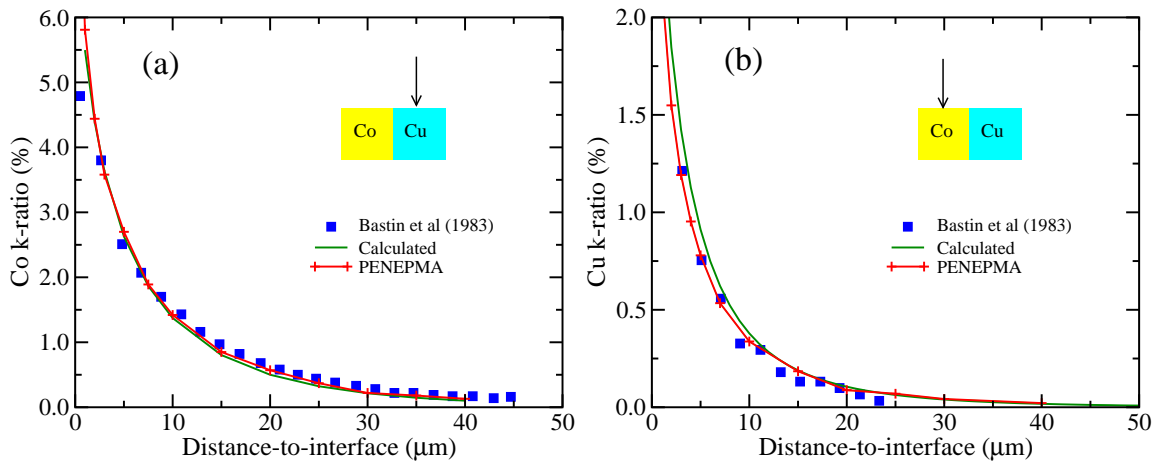 (a)
Co
Cu
Bastin et al (1983)
Calculated
PENEPMA
Co k-ratio (%)
6.0
5.0
4.0
3.0
2.0
1.0
0.0
0 10 20 30 40 50
Distance-to-interface (μm)
(b)
Co
Cu
Bastin et al (1983)
Calculated
PENEPMA
Cu k-ratio (%)
2.0
1.5
1.0
0.5
0.0
0 10 20 30 40 50
Distance-to-interface (μm)